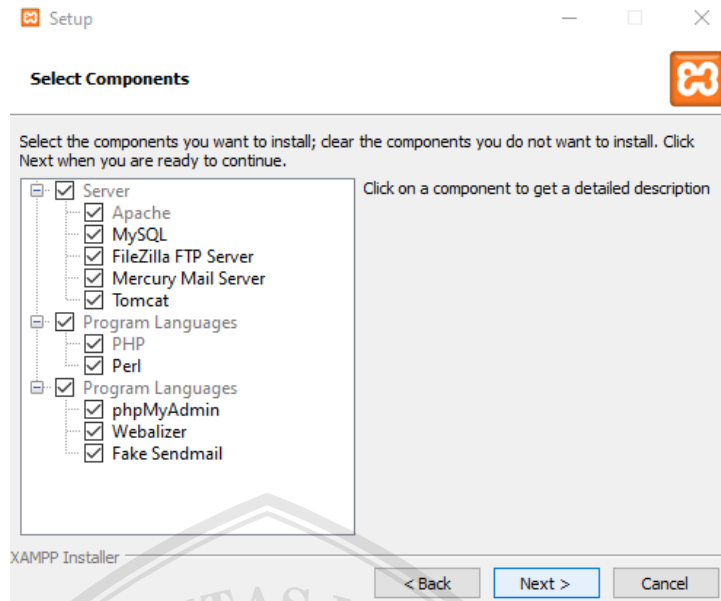 Setup
Select Components
Select the components you want to install; clear the components you do not want to install. Click
Next when you are ready to continue.
Server
Apache
MySQL
FileZilla FTP Server
Mercury Mail Server
Tomcat
Program Languages
PHP
Perl
Program Languages
phpMyAdmin
Webalizer
Fake Sendmail
Click on a component to get a detailed description
XAMPP Installer
< Back
Next >
Cancel